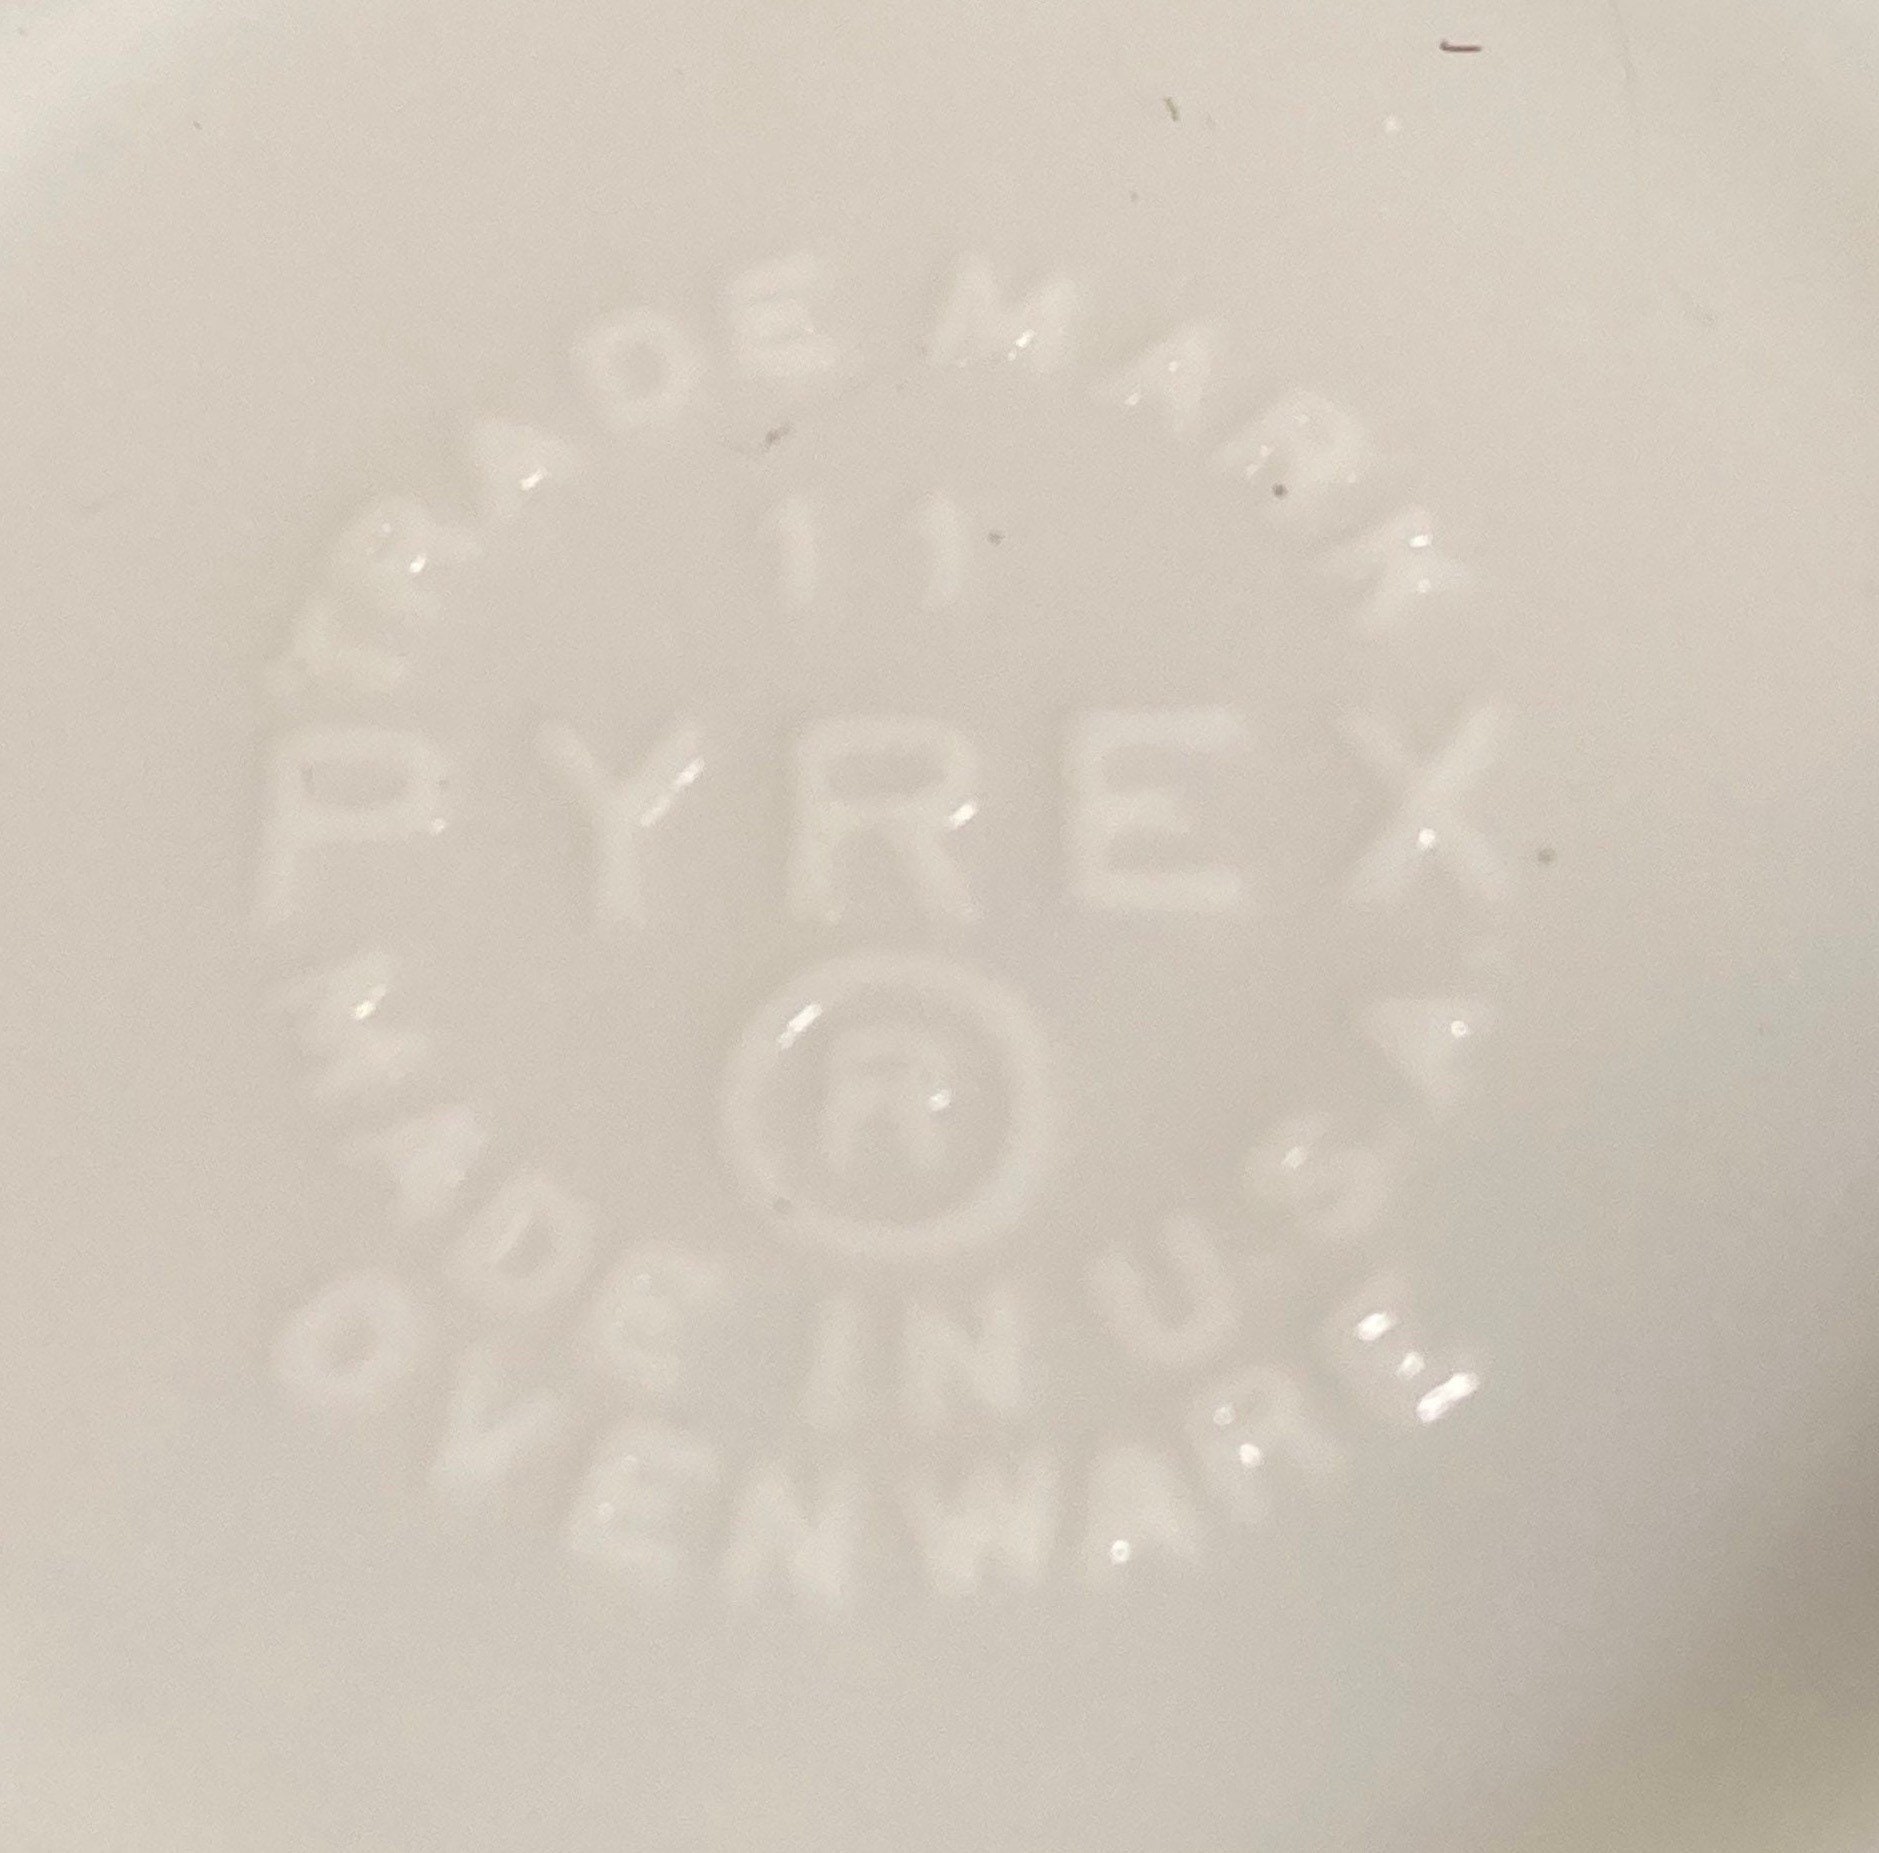 TRADE MARK
11
PYREX
®
MADE IN U.S.A.
OVENWARE